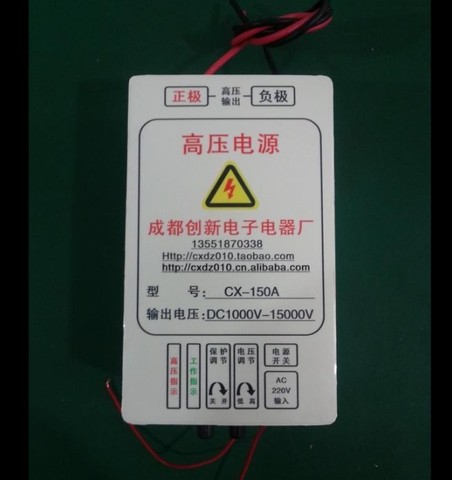 正极 高压输出 负极
高压电源
成都创新电子电器厂
13551870338
Http://cxdz010.taobao.com
http://cxdz010.cn.alibaba.com
型 号: CX-150A
输出电压: DC1000V-15000V
高压指示
工作指示
保护
调节
关 开
电压
调节
低 高
电源
开关
AC
220V
输入